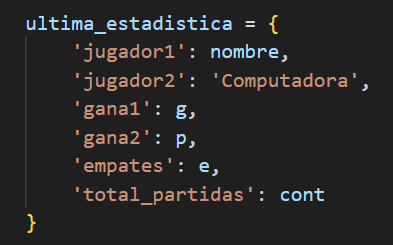 ultima_estadistica = {
    'jugador1': nombre,
    'jugador2': 'Computadora',
    'gana1': g,
    'gana2': p,
    'empates': e,
    'total_partidas': cont
}